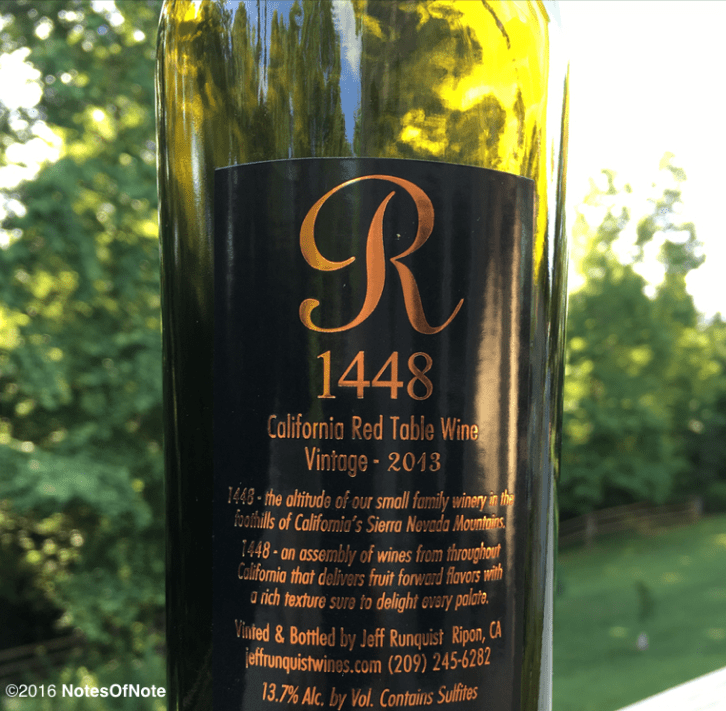 R
1448
California Red Table Wine
Vintage - 2013
1448 - the altitude of our small family winery in the
foothills of California's Sierra Nevada Mountains.
1448 - an assembly of wines from throughout
California that delivers fruit forward flavors with
a rich texture sure to delight every palate.
Vinted & Bottled by Jeff Runquist Ripon, CA
jeffrunquistwines.com (209) 245-6282
13.7% Alc. by Vol. Contains Sulfites
©2016 NotesOfNote